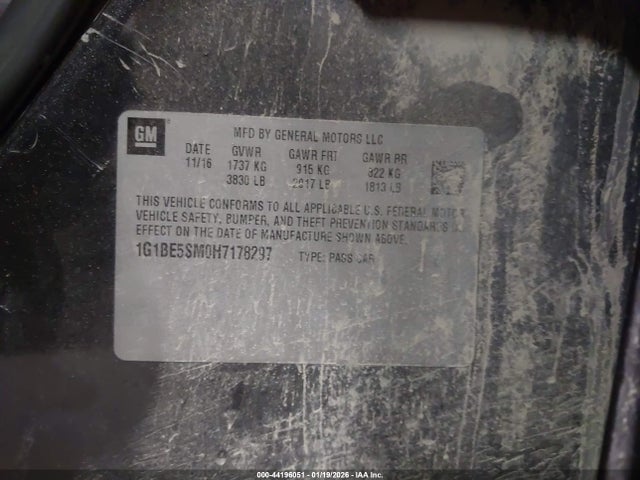 GM
®
MFD BY GENERAL MOTORS LLC
DATE GVWR GAWR FRT GAWR RR
11/16 1737 KG 915 KG 822 KG
3830 LB 2017 LB 1813 LB
THIS VEHICLE CONFORMS TO ALL APPLICABLE U.S. FEDERAL MOTOR
VEHICLE SAFETY, BUMPER, AND THEFT PREVENTION STANDARDS IN
EFFECT ON THE DATE OF MANUFACTURE SHOWN ABOVE.
1G1BE5SM0H7178297 TYPE: PASS CAR
000-44196051 - 01/19/2026 - IAA Inc.